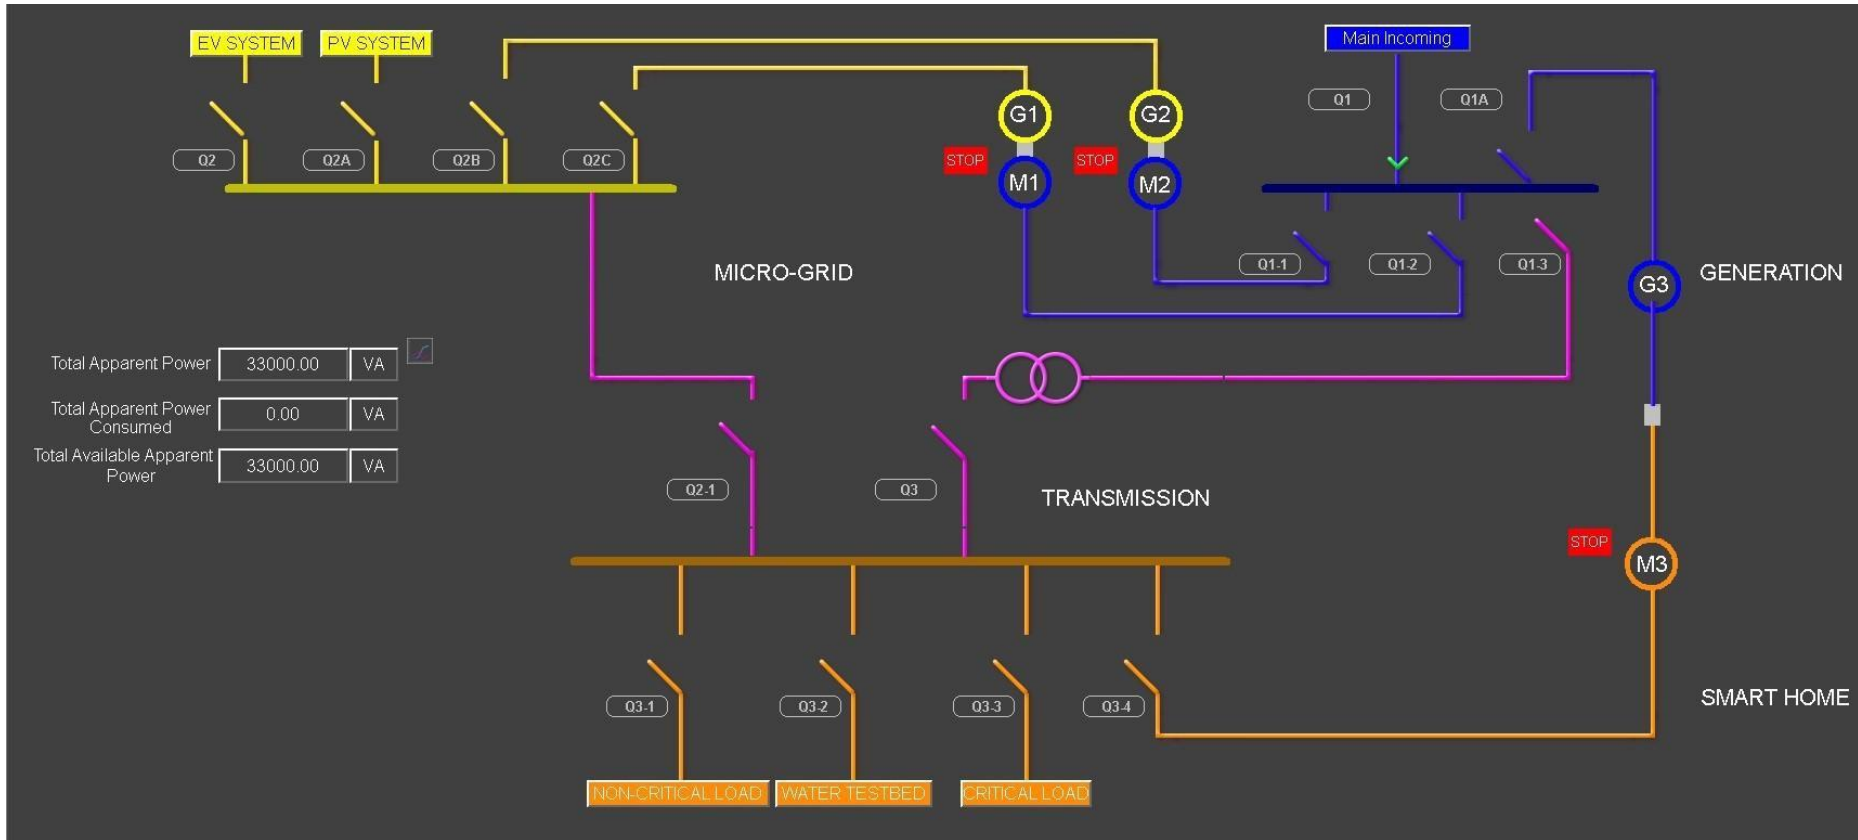 EV SYSTEM
PV SYSTEM
Main Incoming
Q1
Q1A
G1
G2
Q2
Q2A
Q2B
Q2C
STOP
STOP
M1
M2
MICRO-GRID
Q1-1
Q1-2
Q1-3
GENERATION
G3
Total Apparent Power
33000.00
VA
Total Apparent Power
Consumed
0.00
VA
Total Available Apparent
Power
33000.00
VA
Q2-1
Q3
TRANSMISSION
STOP
M3
Q3-1
Q3-2
Q3-3
Q3-4
SMART HOME
NON-CRITICAL LOAD
WATER TESTBED
CRITICAL LOAD